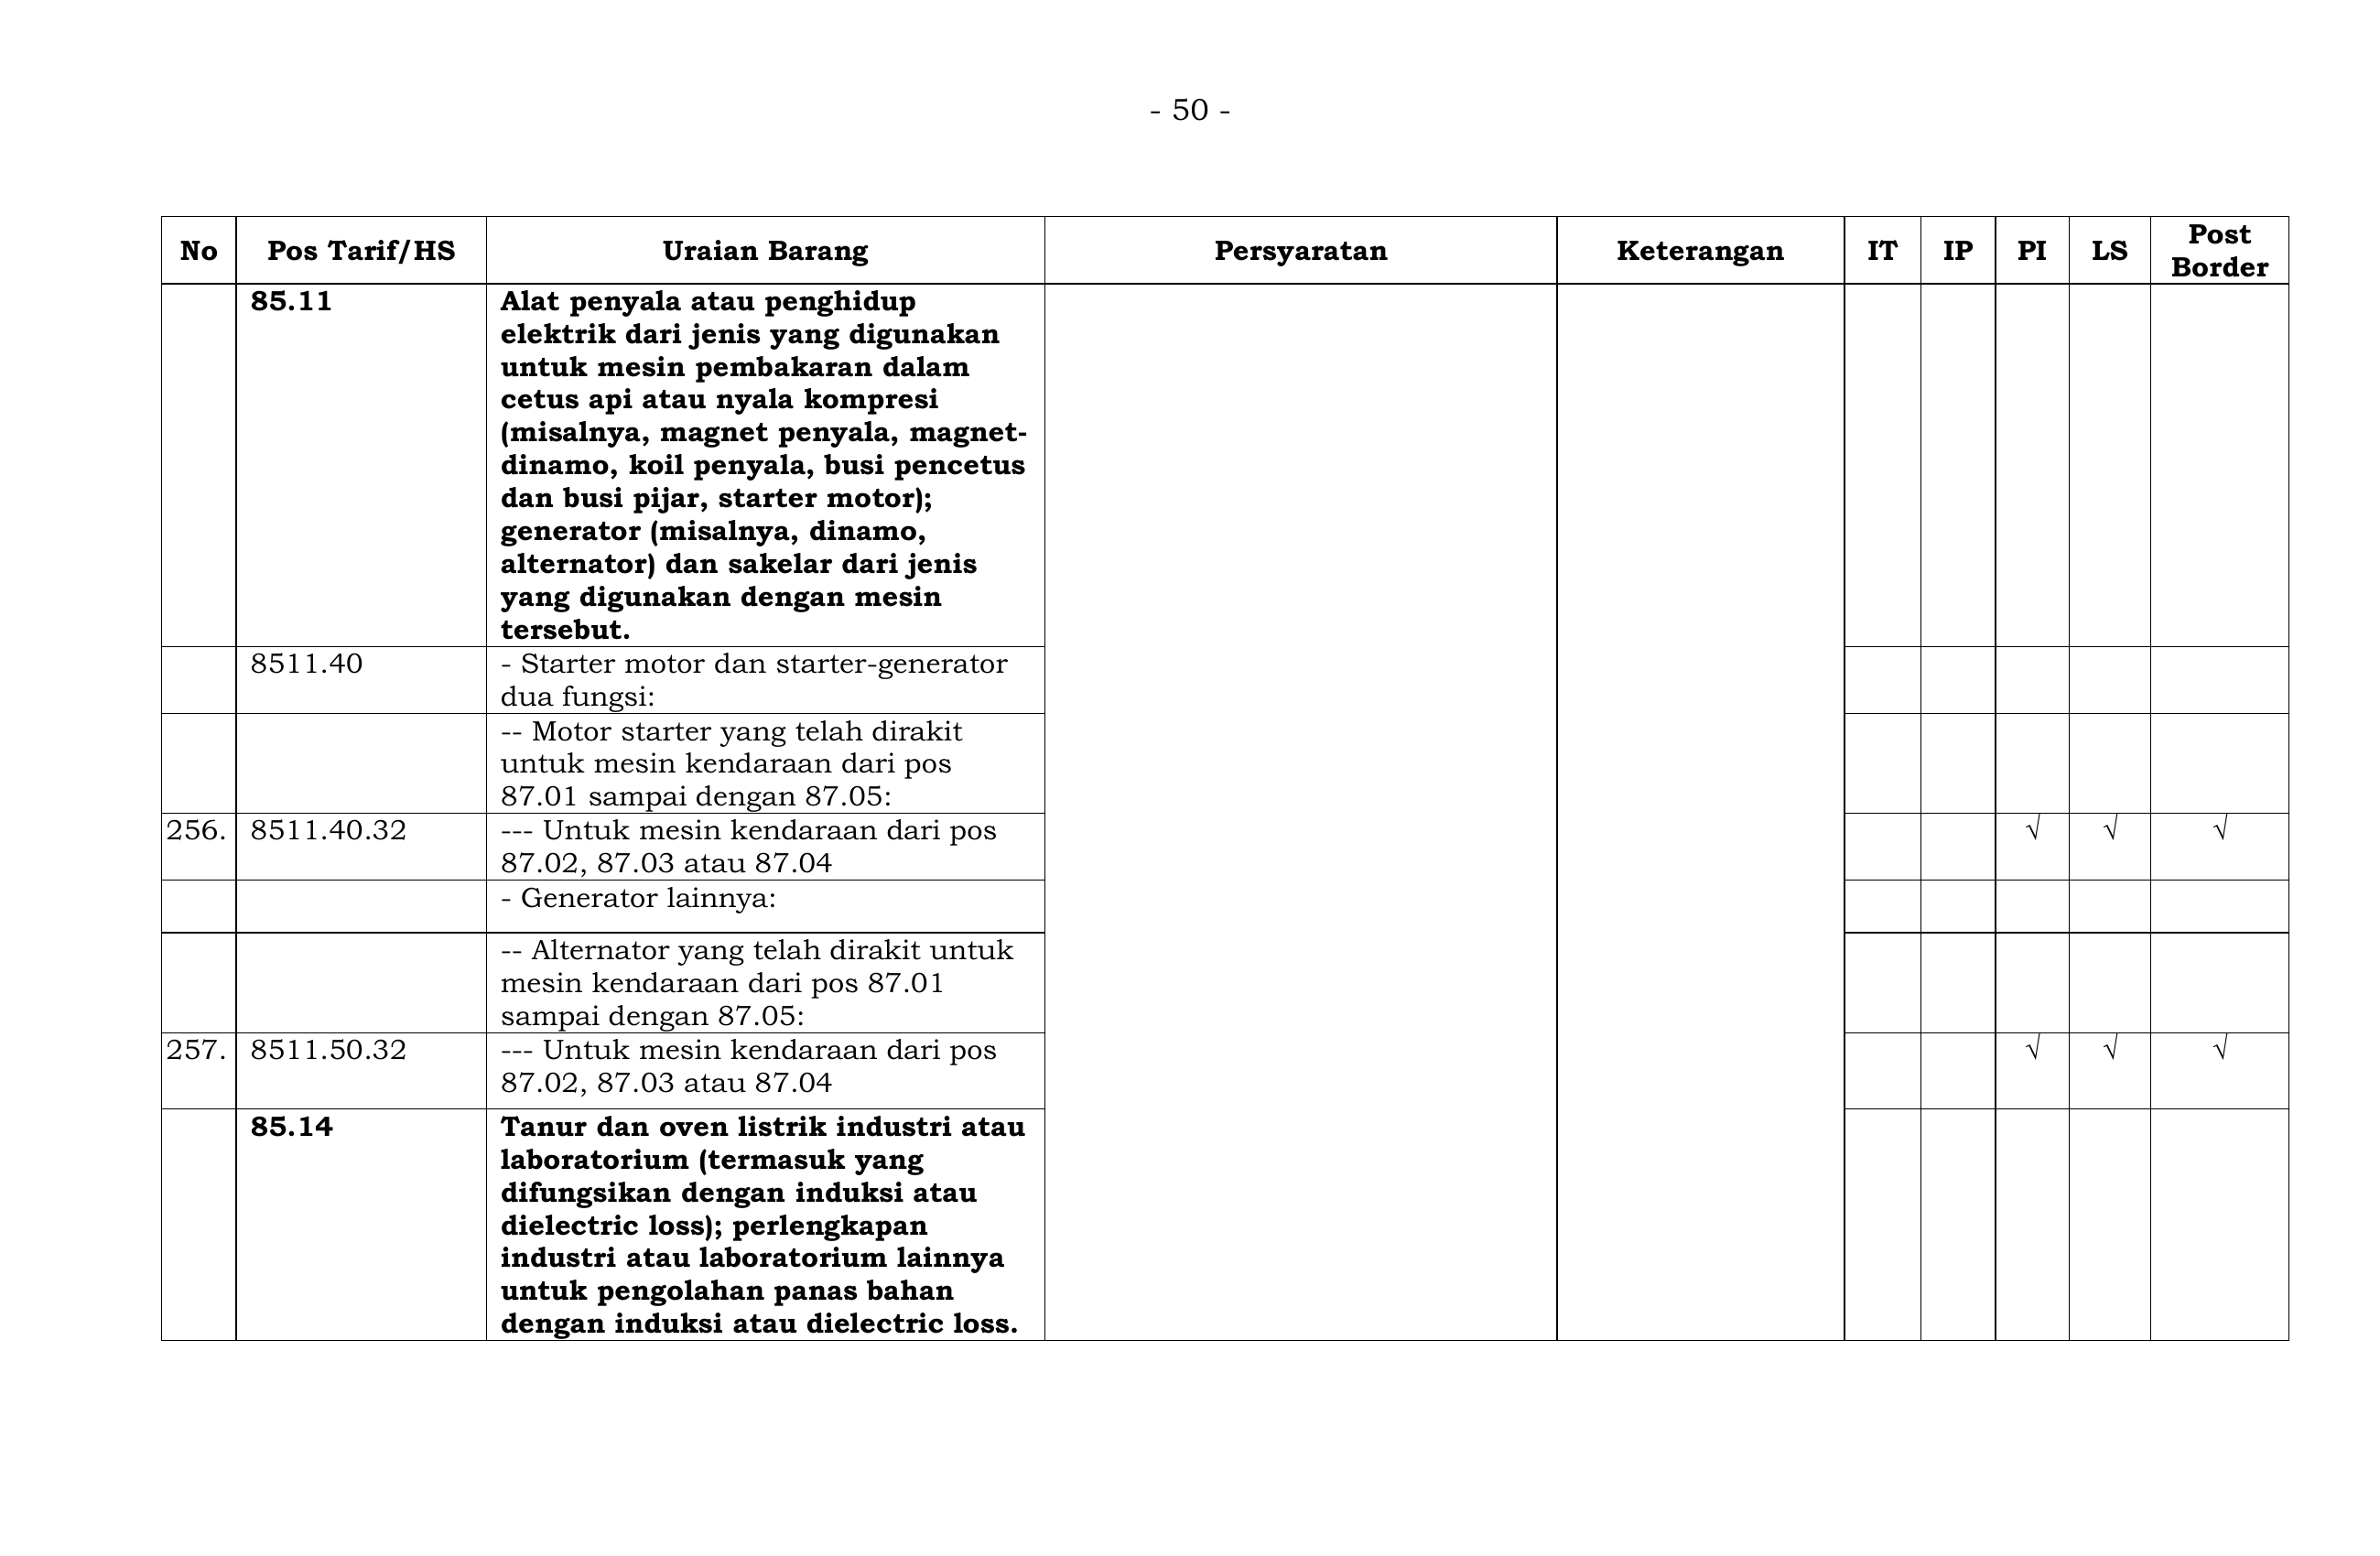 - 50 -
No Pos Tarif/HS Uraian Barang Persyaratan Keterangan IT IP PI LS Post
Border
85.11 Alat penyala atau penghidup
elektrik dari jenis yang digunakan
untuk mesin pembakaran dalam
cetus api atau nyala kompresi
(misalnya, magnet penyala, magnet-
dinamo, koil penyala, busi pencetus
dan busi pijar, starter motor);
generator (misalnya, dinamo,
alternator) dan sakelar dari jenis
yang digunakan dengan mesin
tersebut.
8511.40 - Starter motor dan starter-generator
dua fungsi:
-- Motor starter yang telah dirakit
untuk mesin kendaraan dari pos
87.01 sampai dengan 87.05:
256. 8511.40.32 --- Untuk mesin kendaraan dari pos √ √ √
87.02, 87.03 atau 87.04
- Generator lainnya:
-- Alternator yang telah dirakit untuk
mesin kendaraan dari pos 87.01
sampai dengan 87.05:
257. 8511.50.32 --- Untuk mesin kendaraan dari pos √ √ √
87.02, 87.03 atau 87.04
85.14 Tanur dan oven listrik industri atau
laboratorium (termasuk yang
difungsikan dengan induksi atau
dielectric loss); perlengkapan
industri atau laboratorium lainnya
untuk pengolahan panas bahan
dengan induksi atau dielectric loss.